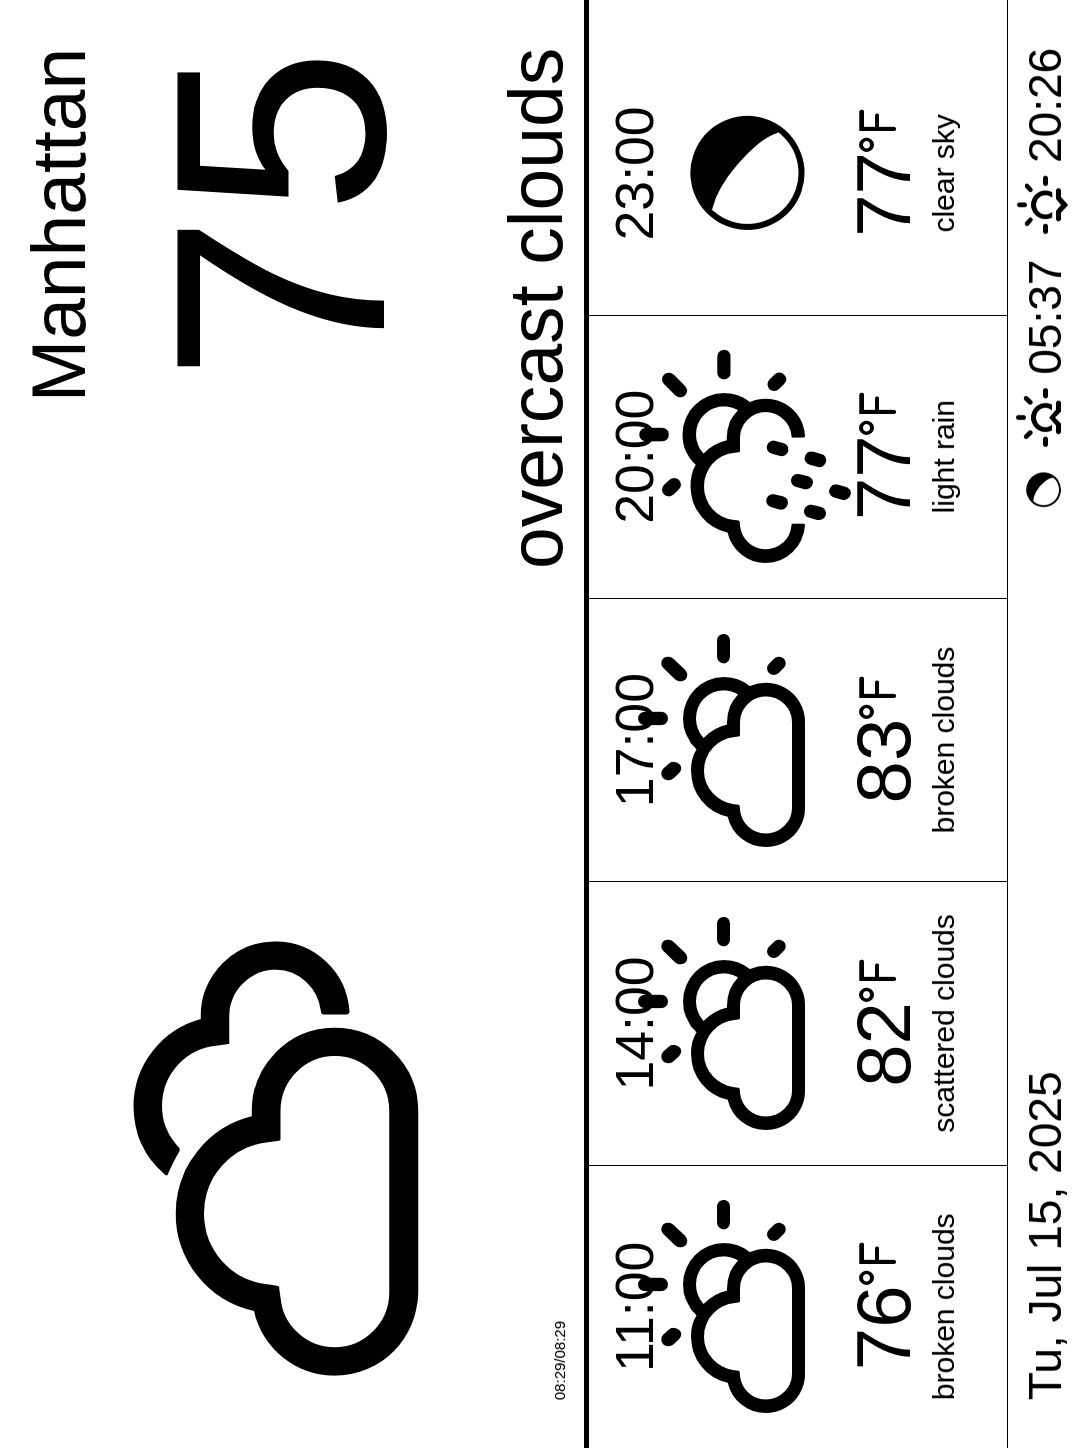 Manhattan
75
overcast clouds
08:29/08:29
11:00
76°F
broken clouds
14:00
82°F
scattered clouds
17:00
83°F
broken clouds
20:00
77°F
light rain
23:00
77°F
clear sky
Tu, Jul 15, 2025
05:37
20:26